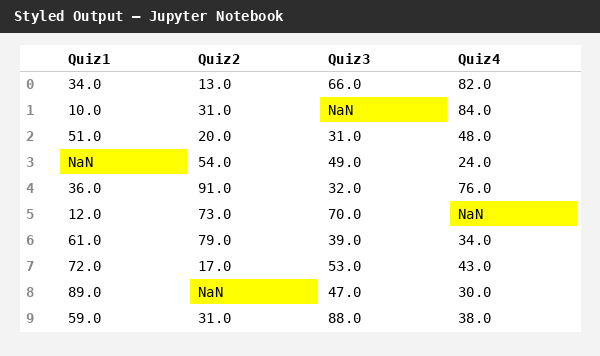 Styled Output — Jupyter Notebook
Quiz1 Quiz2 Quiz3 Quiz4
0 34.0 13.0 66.0 82.0
1 10.0 31.0 NaN 84.0
2 51.0 20.0 31.0 48.0
3 NaN 54.0 49.0 24.0
4 36.0 91.0 32.0 76.0
5 12.0 73.0 70.0 NaN
6 61.0 79.0 39.0 34.0
7 72.0 17.0 53.0 43.0
8 89.0 NaN 47.0 30.0
9 59.0 31.0 88.0 38.0